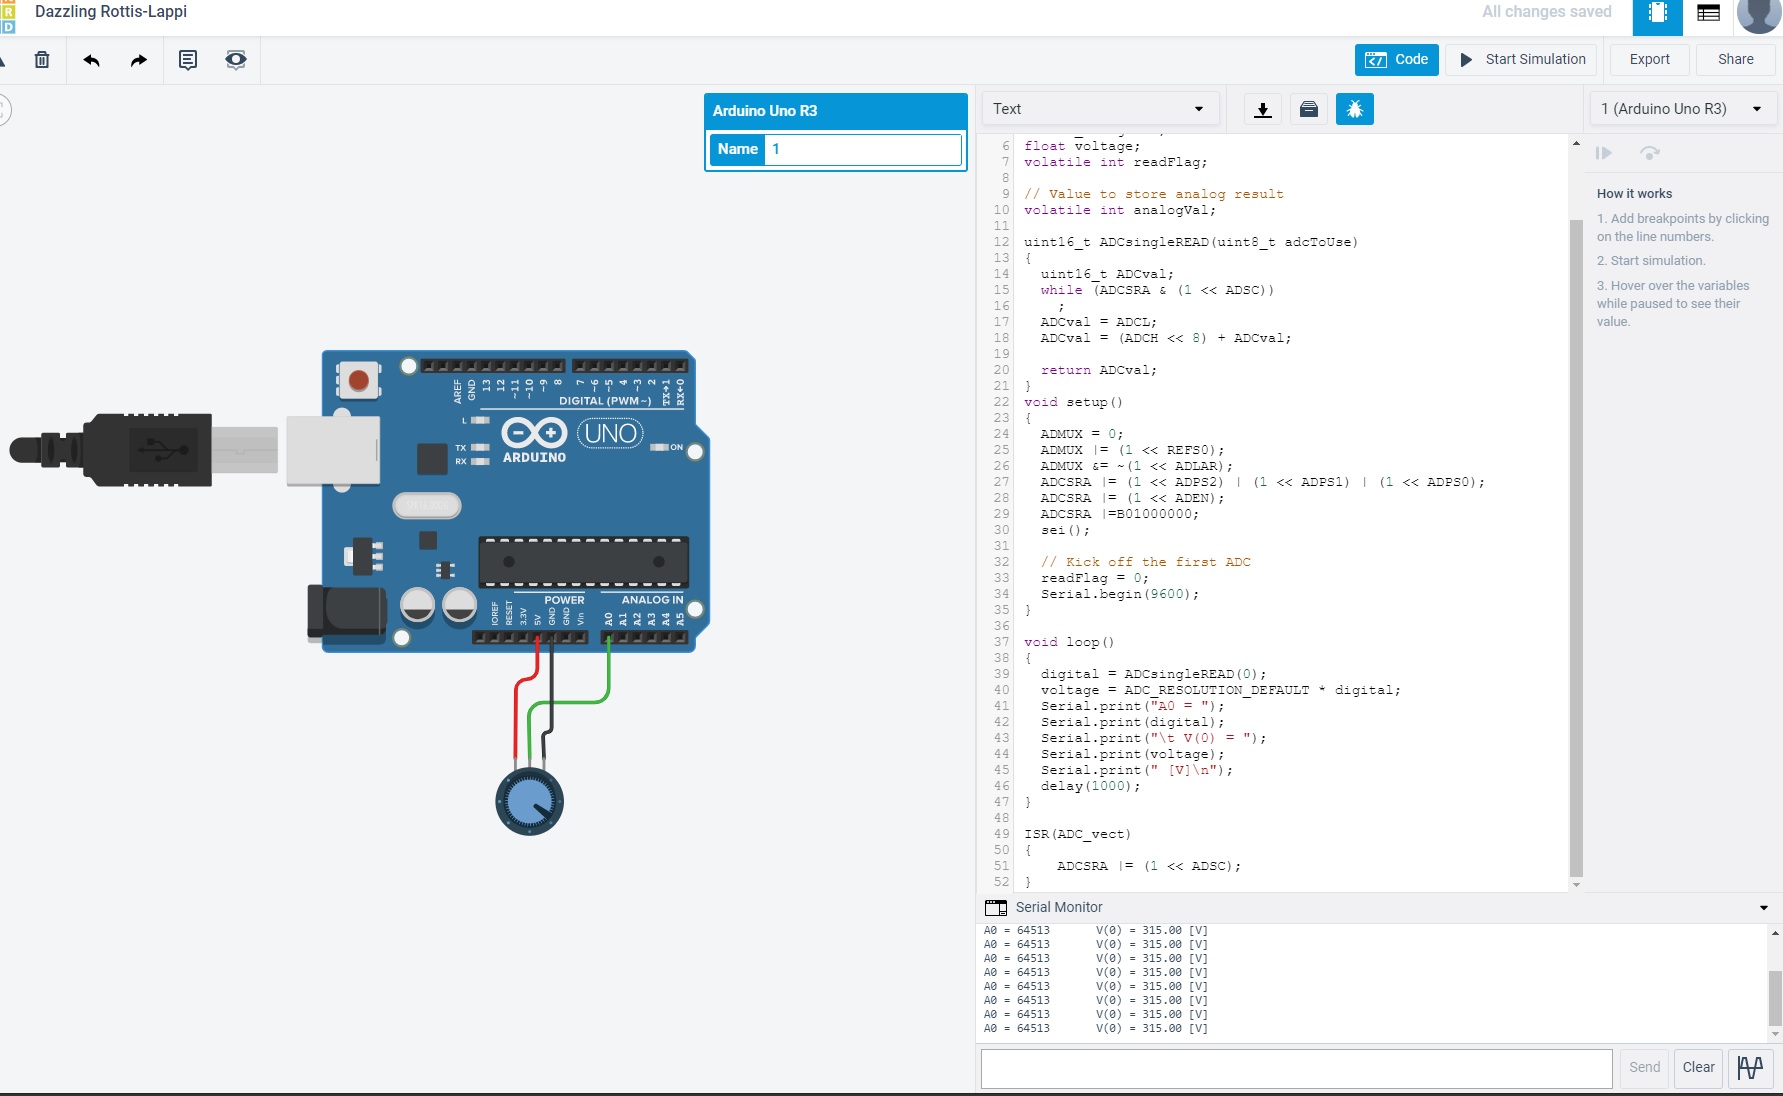 R
D
Dazzling Rottis-Lappi
All changes saved
Code
Start Simulation
Export
Share
Arduino Uno R3
Name 1
Text
1 (Arduino Uno R3)
6 float voltage;
7 volatile int readFlag;
8
9 // Value to store analog result
10 volatile int analogVal;
11
12 uint16_t ADCsingleREAD(uint8_t adcToUse)
13 {
14 uint16_t ADCval;
15 while (ADCSRA & (1 << ADSC))
16 ;
17 ADCval = ADCL;
18 ADCval = (ADCH << 8) + ADCval;
19
20 return ADCval;
21 }
22 void setup()
23 {
24 ADMUX = 0;
25 ADMUX |= (1 << REFS0);
26 ADMUX &= ~(1 << ADLAR);
27 ADCSRA |= (1 << ADPS2) | (1 << ADPS1) | (1 << ADPS0);
28 ADCSRA |= (1 << ADEN);
29 ADCSRA |=B01000000;
30 sei();
31
32 // Kick off the first ADC
33 readFlag = 0;
34 Serial.begin(9600);
35 }
36
37 void loop()
38 {
39 digital = ADCsingleREAD(0);
40 voltage = ADC_RESOLUTION_DEFAULT * digital;
41 Serial.print("A0 = ");
42 Serial.print(digital);
43 Serial.print("\t V(0) = ");
44 Serial.print(voltage);
45 Serial.print(" [V]\n");
46 delay(1000);
47 }
48
49 ISR(ADC_vect)
50 {
51 ADCSRA |= (1 << ADSC);
52 }
How it works
1. Add breakpoints by clicking
on the line numbers.
2. Start simulation.
3. Hover over the variables
while paused to see their
value.
AREF
GND
13
12
~11
~10
~9
8
7
~6
~5
4
~3
2
TX→1
RX←0
DIGITAL (PWM~)
L
TX
RX
ARDUINO
UNO
ON
IOREF
RESET
3.3V
5V
GND
GND
Vin
POWER
ANALOG IN
A0
A1
A2
A3
A4
A5
Serial Monitor
A0 = 64513 V(0) = 315.00 [V]
A0 = 64513 V(0) = 315.00 [V]
A0 = 64513 V(0) = 315.00 [V]
A0 = 64513 V(0) = 315.00 [V]
A0 = 64513 V(0) = 315.00 [V]
A0 = 64513 V(0) = 315.00 [V]
A0 = 64513 V(0) = 315.00 [V]
A0 = 64513 V(0) = 315.00 [V]
Send
Clear